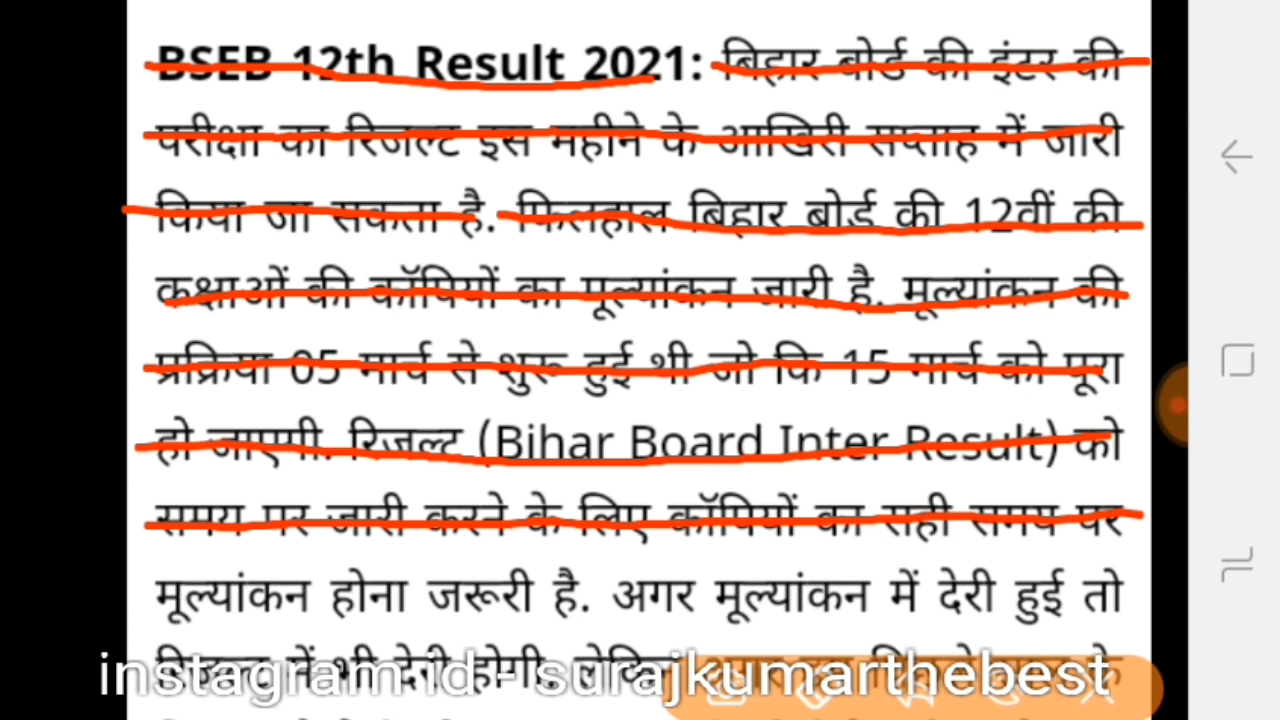 BSEB 12th Result 2021: बिहार बोर्ड की इंटर की
परीक्षा का रिजल्ट इस महीने के आखिरी सप्ताह में जारी
किया जा सकता है. फिलहाल बिहार बोर्ड की 12वीं की
कक्षाओं की कॉपियों का मूल्यांकन जारी है. मूल्यांकन की
प्रक्रिया 05 मार्च से शुरू हुई थी जो कि 15 मार्च को पूरा
हो जाएगी. रिजल्ट (Bihar Board Inter Result) को
समय पर जारी करने के लिए कॉपियों का सही समय पर
मूल्यांकन होना जरूरी है. अगर मूल्यांकन में देरी हुई तो
रिजल्ट में भी देरी होगी. लेकिन के
instagram id - surajkumarthebest